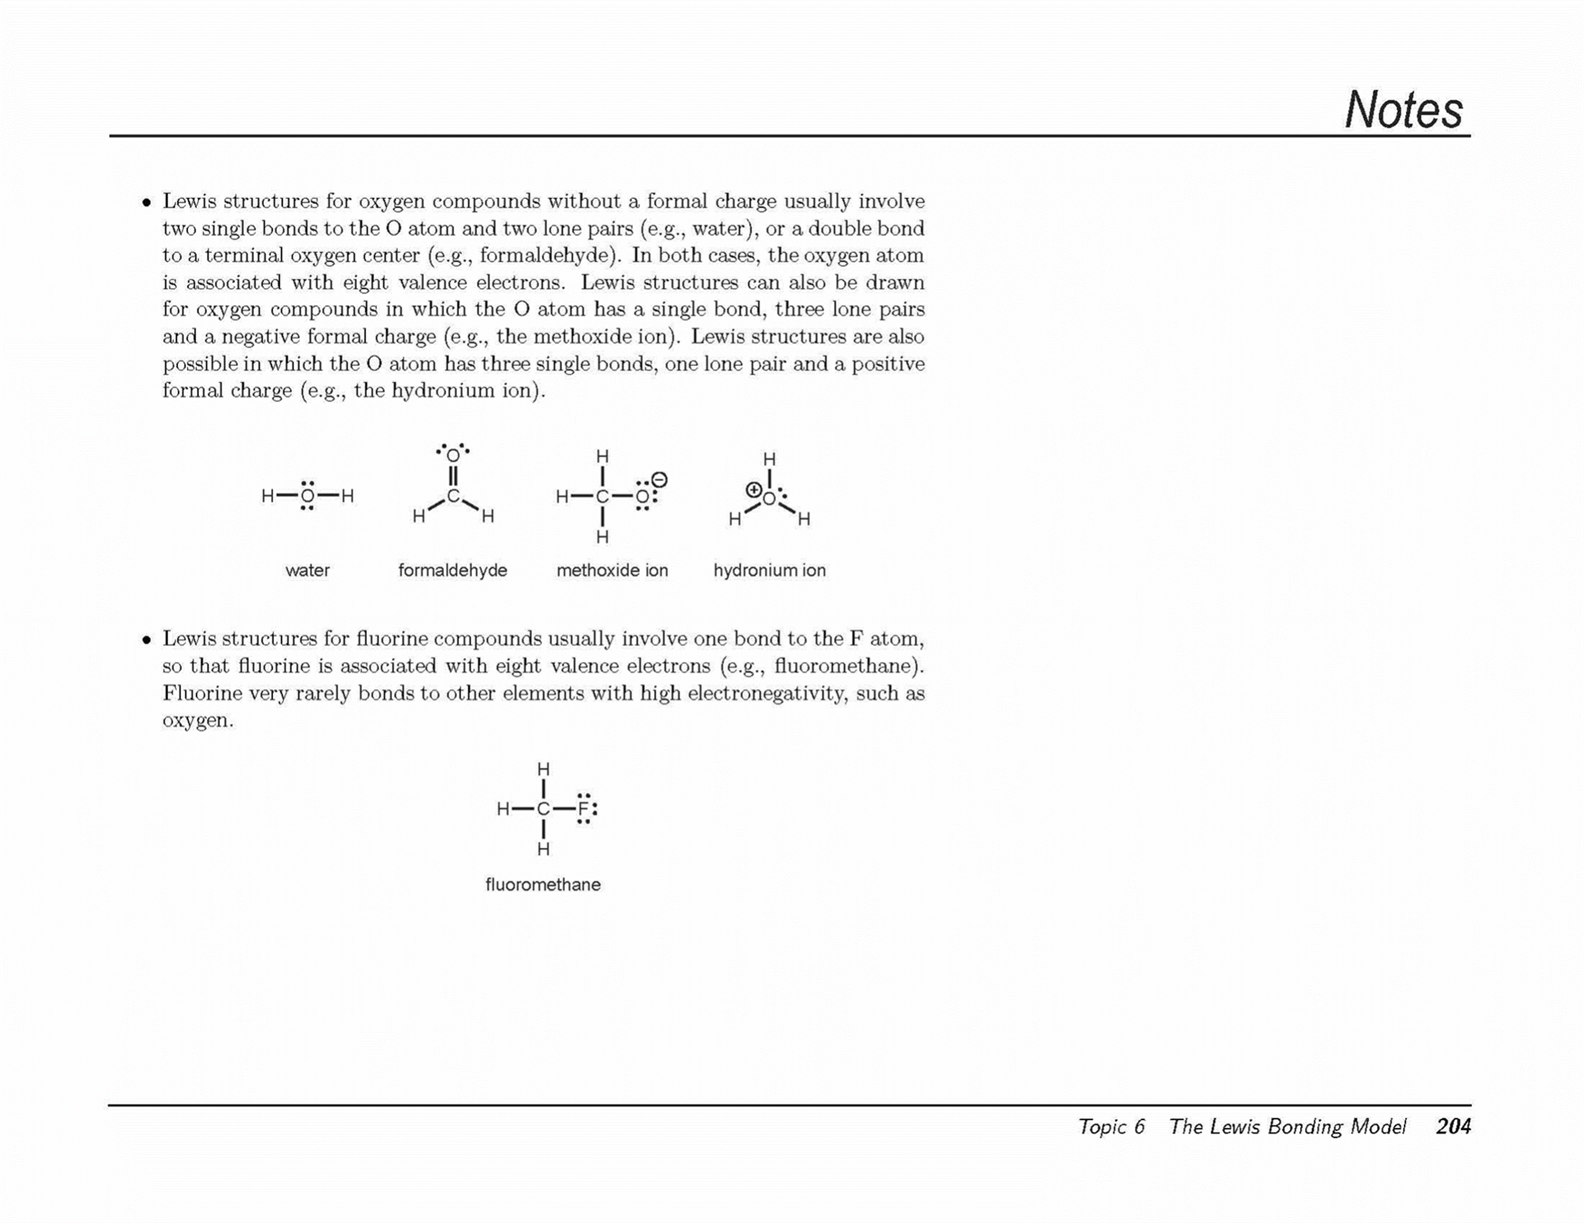 Notes
• Lewis structures for oxygen compounds without a formal charge usually involve
two single bonds to the O atom and two lone pairs (e.g., water), or a double bond
to a terminal oxygen center (e.g., formaldehyde). In both cases, the oxygen atom
is associated with eight valence electrons. Lewis structures can also be drawn
for oxygen compounds in which the O atom has a single bond, three lone pairs
and a negative formal charge (e.g., the methoxide ion). Lewis structures are also
possible in which the O atom has three single bonds, one lone pair and a positive
formal charge (e.g., the hydronium ion).
O H H
H—O—H C H—C—O ⊖ ⊕ O
H H H H H
water formaldehyde methoxide ion hydronium ion
• Lewis structures for fluorine compounds usually involve one bond to the F atom,
so that fluorine is associated with eight valence electrons (e.g., fluoromethane).
Fluorine very rarely bonds to other elements with high electronegativity, such as
oxygen.
H
H—C—F
H
fluoromethane
Topic 6 The Lewis Bonding Model 204